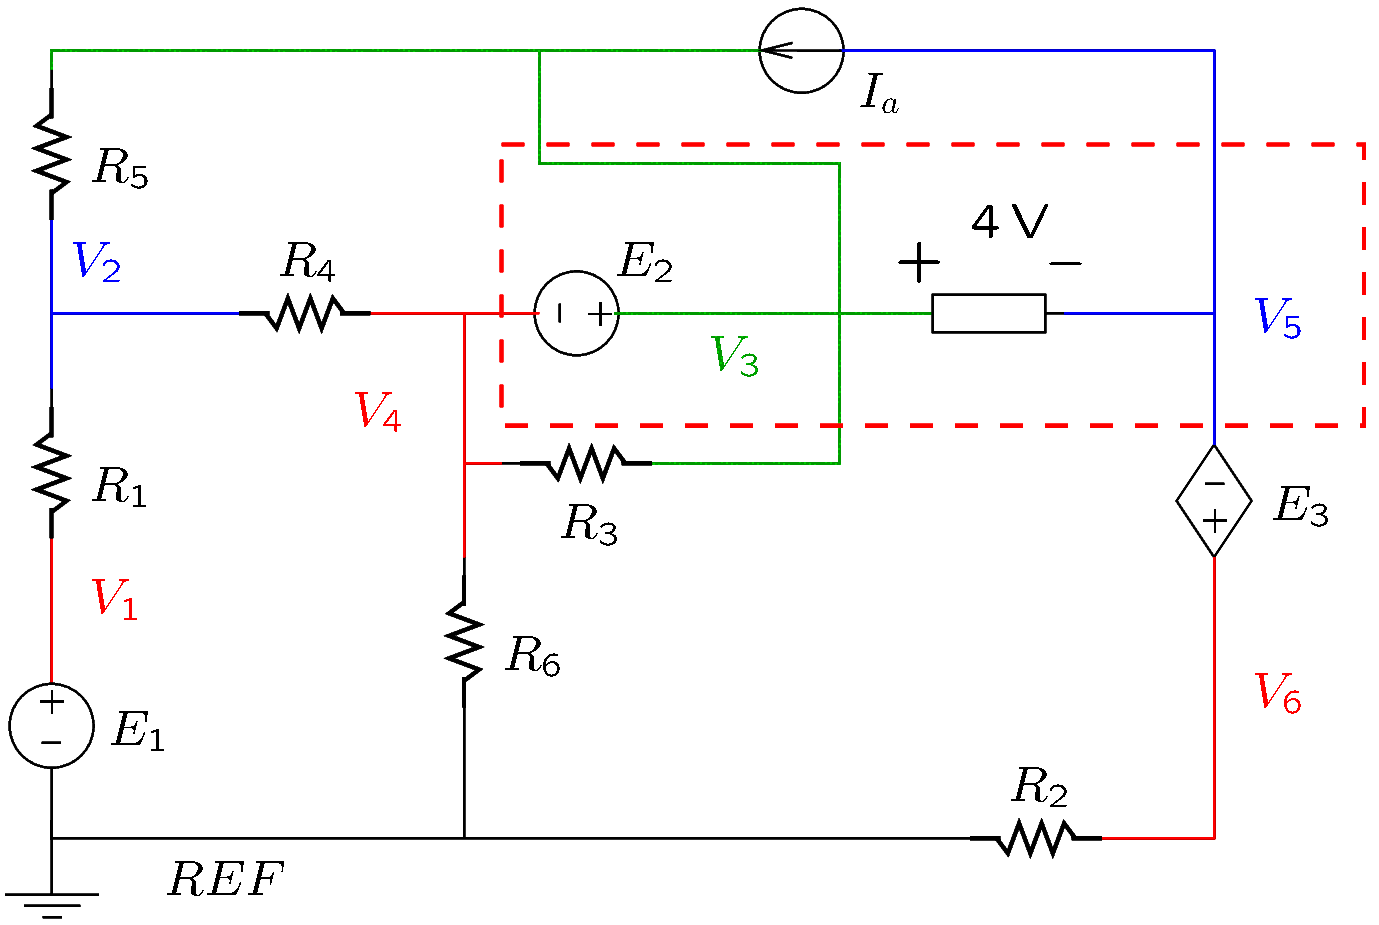 I_a
R_5
4 V
+ −
V_2
R_4
E_2
− +
V_3
V_5
V_4
R_1
R_3
−
+
E_3
V_1
R_6
V_6
+
−
E_1
R_2
REF